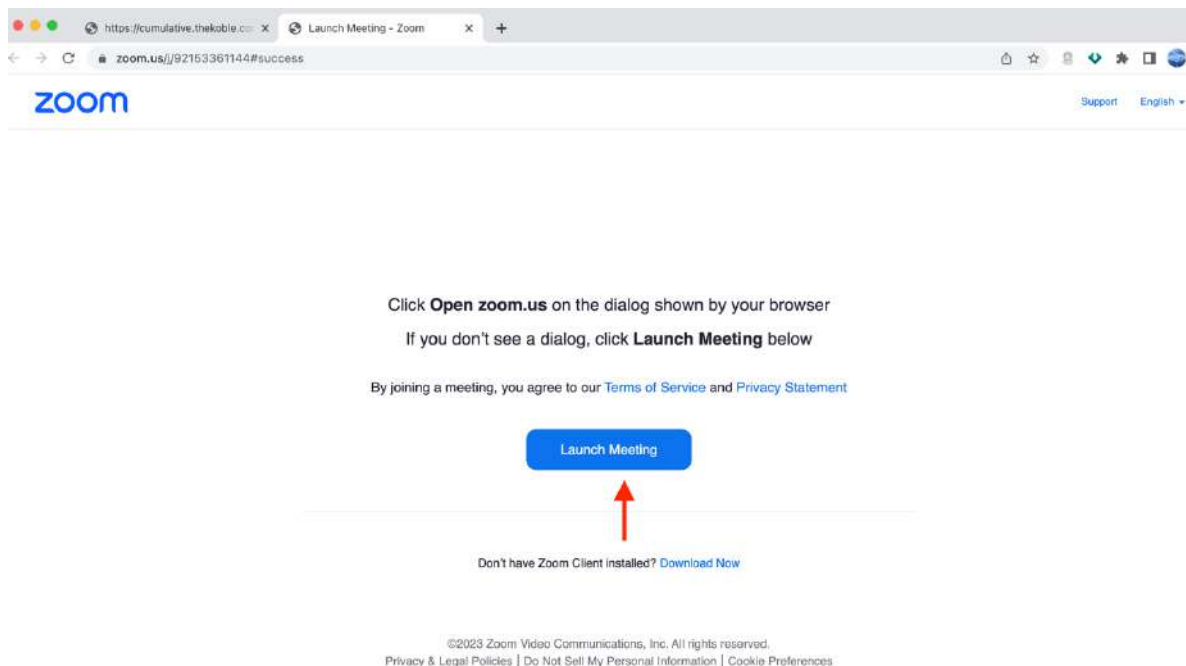 https://cumulative.thekoble.co
Launch Meeting - Zoom
zoom.us/j/92153361144#success
zoom
Support
English
Click Open zoom.us on the dialog shown by your browser
If you don't see a dialog, click Launch Meeting below
By joining a meeting, you agree to our Terms of Service and Privacy Statement
Launch Meeting
Don't have Zoom Client installed? Download Now
©2023 Zoom Video Communications, Inc. All rights reserved.
Privacy & Legal Policies | Do Not Sell My Personal Information | Cookie Preferences